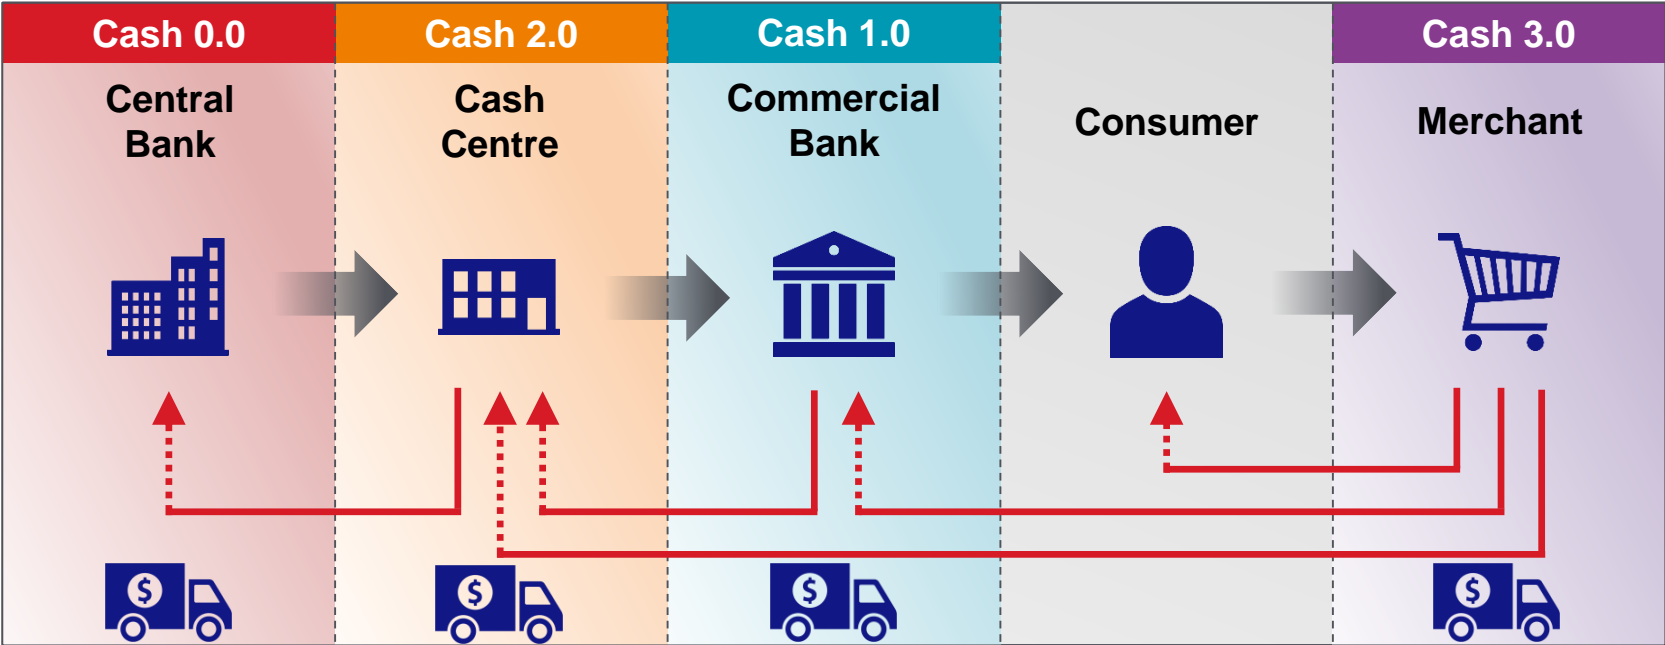 Cash 0.0
Cash 2.0
Cash 1.0
Cash 3.0
Central
Bank
Cash
Centre
Commercial
Bank
Consumer
Merchant
$
$
$
$